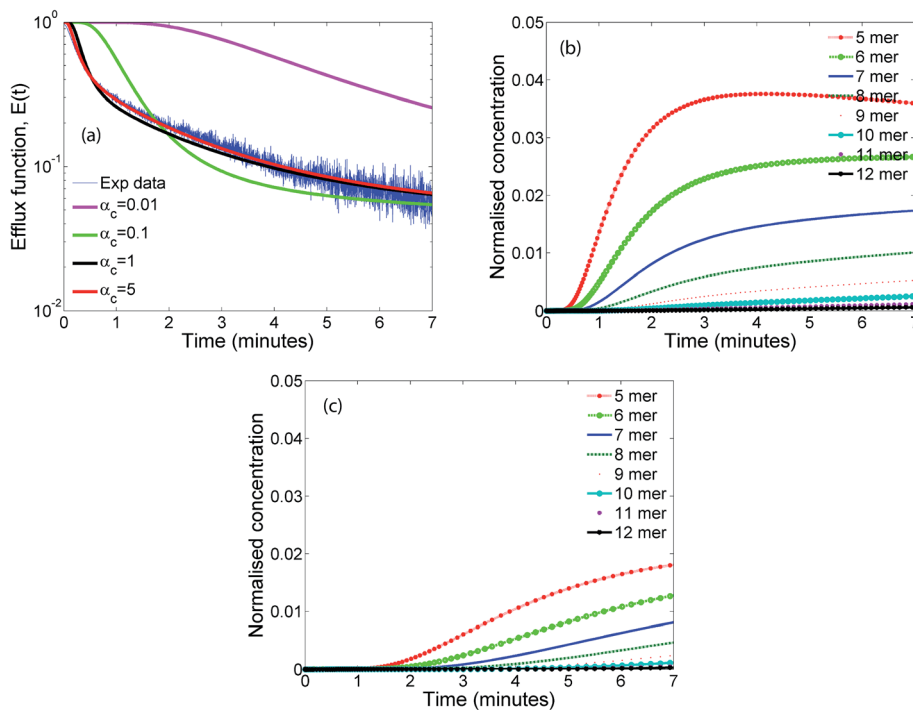 (a)
Efflux function, E(t)
10⁰
10⁻¹
10⁻²
Exp data
α_c=0.01
α_c=0.1
α_c=1
α_c=5
0 1 2 3 4 5 6 7
Time (minutes)
(b)
Normalised concentration
0.05
0.04
0.03
0.02
0.01
0
5 mer
6 mer
7 mer
8 mer
9 mer
10 mer
11 mer
12 mer
0 1 2 3 4 5 6 7
Time (minutes)
(c)
Normalised concentration
0.05
0.04
0.03
0.02
0.01
0
5 mer
6 mer
7 mer
8 mer
9 mer
10 mer
11 mer
12 mer
0 1 2 3 4 5 6 7
Time (minutes)